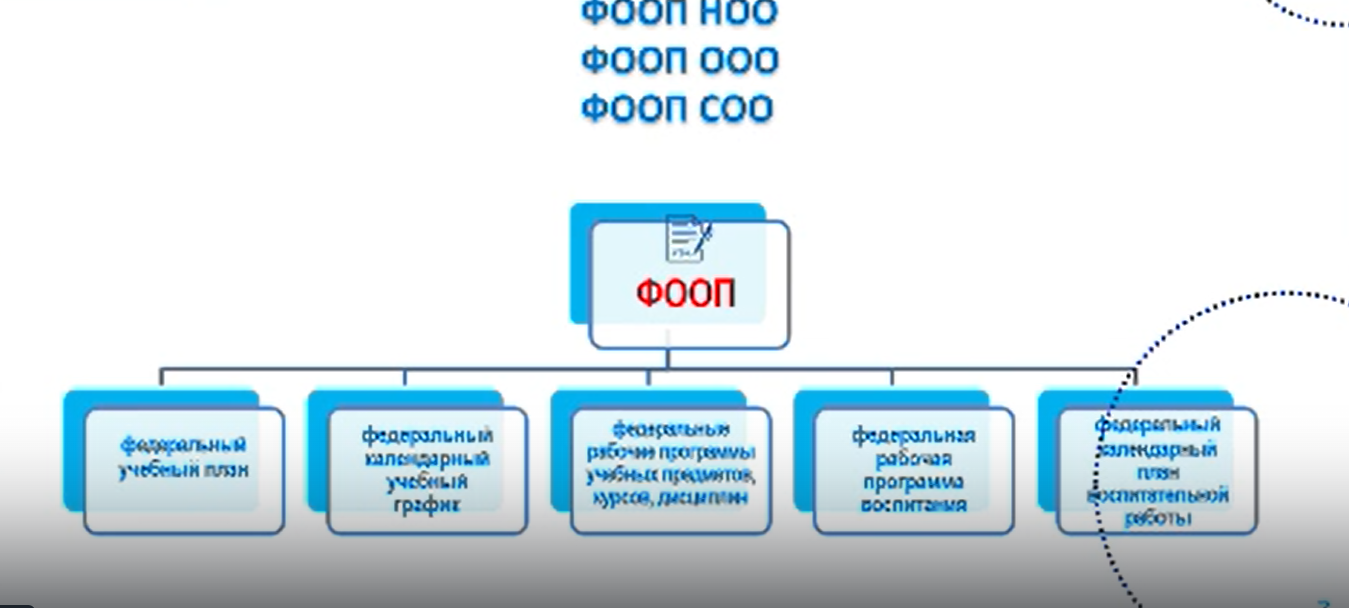 ФООП НОО
ФООП ООО
ФООП СОО
ФООП
федеральный
учебный план
федеральный
календарный
учебный
график
федеральные
рабочие программы
учебных предметов,
курсов, дисциплин
федеральная
рабочая
программа
воспитания
федеральный
календарный
план
воспитательной
работы